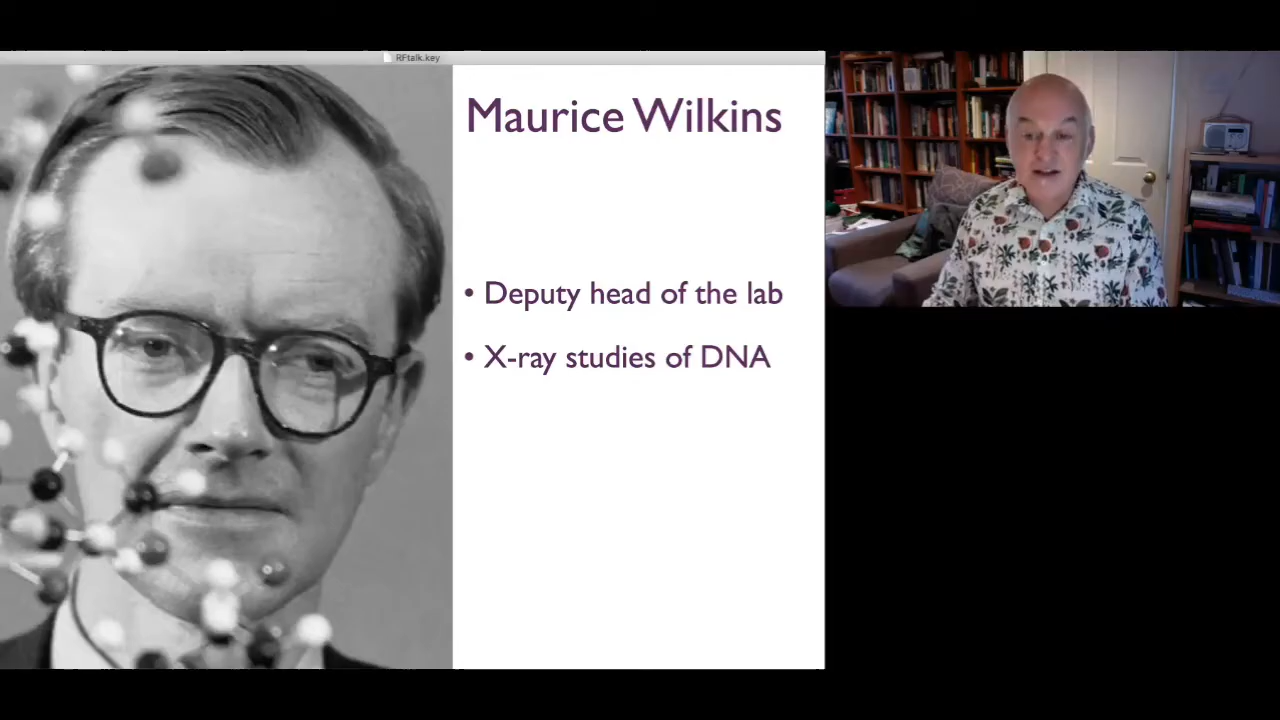 RFtalk.key
Maurice Wilkins
• Deputy head of the lab
• X-ray studies of DNA